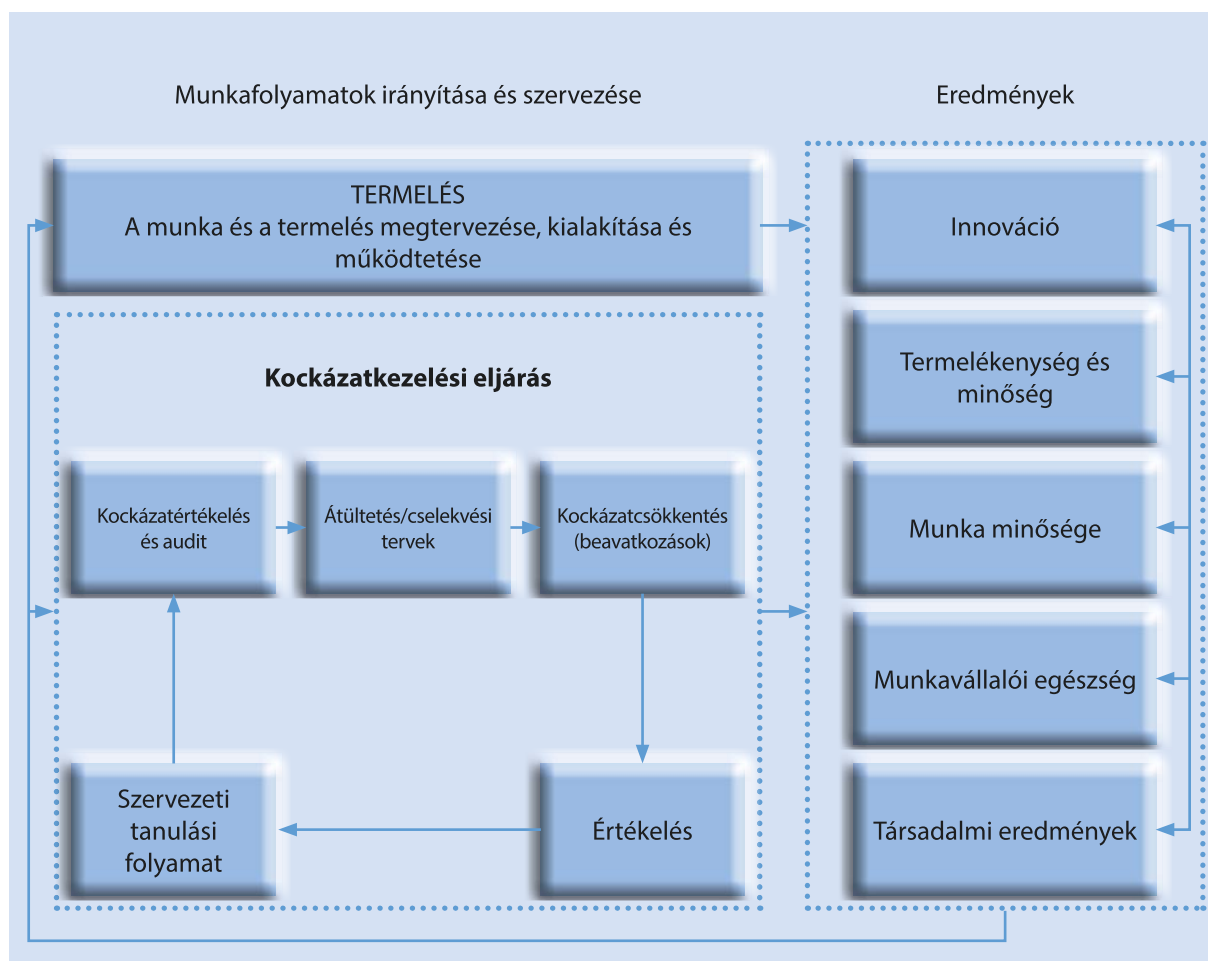 Munkafolyamatok irányítása és szervezése
Eredmények
TERMELÉS
A munka és a termelés megtervezése, kialakítása és
működtetése
Kockázatkezelési eljárás
Kockázatértékelés
és audit
Átültetés/cselekvési
tervek
Kockázatcsökkentés
(beavatkozások)
Szervezeti
tanulási
folyamat
Értékelés
Innováció
Termelékenység és
minőség
Munka minősége
Munkavállalói egészség
Társadalmi eredmények